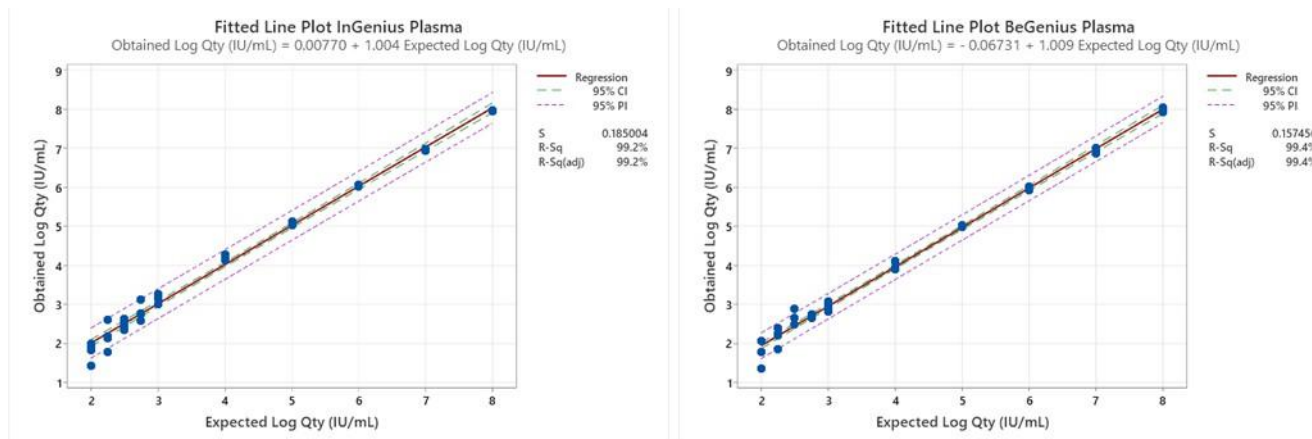 Fitted Line Plot InGenius Plasma
Obtained Log Qty (IU/mL) = 0.00770 + 1.004 Expected Log Qty (IU/mL)
9
8
7
6
5
4
3
2
1
Obtained Log Qty (IU/mL)
2 3 4 5 6 7 8
Expected Log Qty (IU/mL)
Regression
95% CI
95% PI
S 0.185004
R-Sq 99.2%
R-Sq(adj) 99.2%
Fitted Line Plot BeGenius Plasma
Obtained Log Qty (IU/mL) = - 0.06731 + 1.009 Expected Log Qty (IU/mL)
9
8
7
6
5
4
3
2
1
Obtained Log Qty (IU/mL)
2 3 4 5 6 7 8
Expected Log Qty (IU/mL)
Regression
95% CI
95% PI
S
R-Sq 99.4%
R-Sq(adj) 99.4%